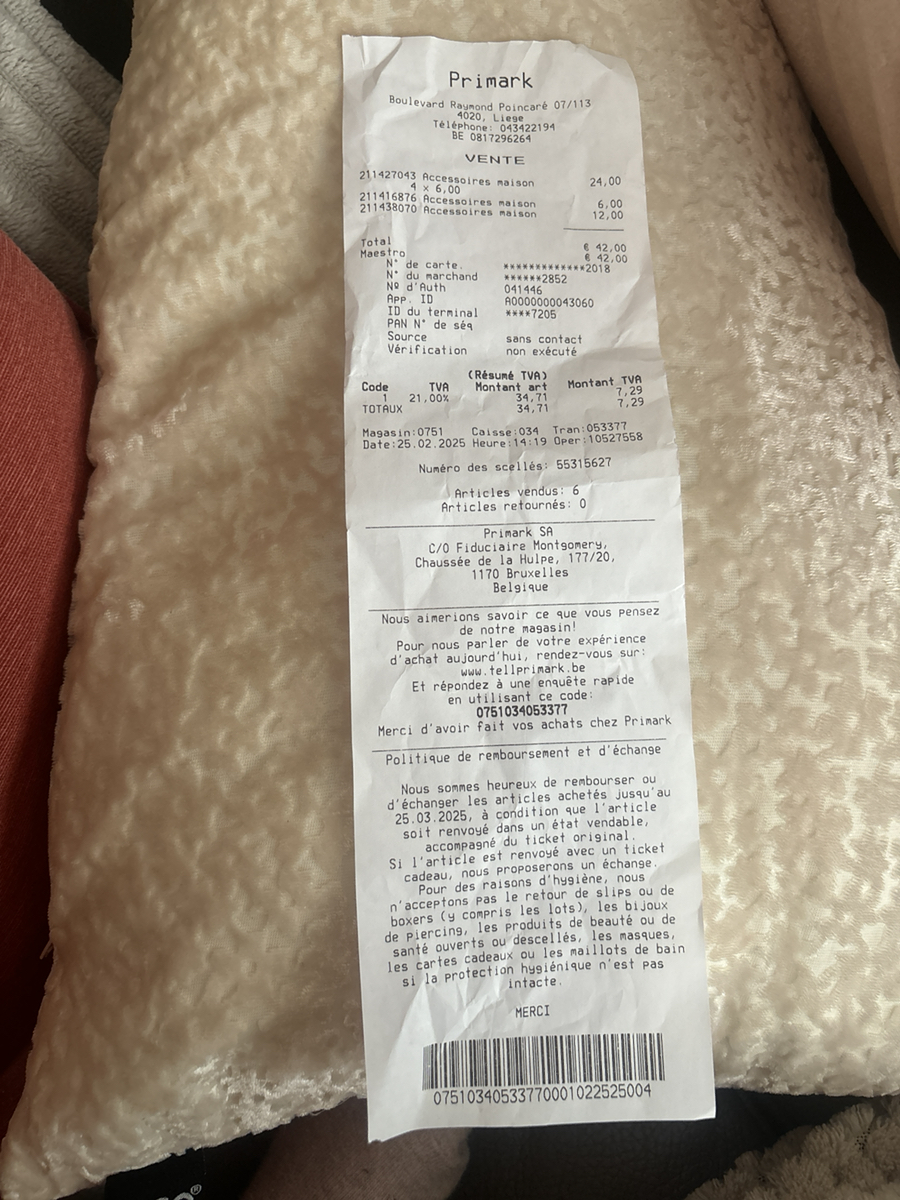 Primark
Boulevard Raymond Poincaré 07/113
4020, Liege
Téléphone: 043422194
BE 0817296264
VENTE
211427043 Accessoires maison 24,00
4 x 6,00
211416876 Accessoires maison 6,00
211438070 Accessoires maison 12,00
Total € 42,00
Maestro € 42,00
N° de carte. *************2018
N° du marchand ******2852
Nº d'Auth 041446
App. ID A0000000043060
ID du terminal ****7205
PAN N° de séq
Source sans contact
Vérification non exécuté
(Résumé TVA)
Code TVA Montant art Montant TVA
1 21,00% 34,71 7,29
TOTAUX 34,71 7,29
Magasin:0751 Caisse:034 Tran:053377
Date:25.02.2025 Heure:14:19 Oper:10527558
Numéro des scellés: 55315627
Articles vendus: 6
Articles retournés: 0
Primark SA
C/O Fiduciaire Montgomery,
Chaussée de la Hulpe, 177/20,
1170 Bruxelles
Belgique
Nous aimerions savoir ce que vous pensez
de notre magasin!
Pour nous parler de votre expérience
d'achat aujourd'hui, rendez-vous sur:
www.tellprimark.be
Et répondez à une enquête rapide
en utilisant ce code:
0751034053377
Merci d'avoir fait vos achats chez Primark
Politique de remboursement et d'échange
Nous sommes heureux de rembourser ou
d'échanger les articles achetés jusqu'au
25.03.2025, à condition que l'article
soit renvoyé dans un état vendable,
accompagné du ticket original.
Si l'article est renvoyé avec un ticket
cadeau, nous proposerons un échange.
Pour des raisons d'hygiène, nous
n'acceptons pas le retour de slips ou de
boxers (y compris les lots), les bijoux
de piercing, les produits de beauté ou de
santé ouverts ou descellés, les masques,
les cartes cadeaux ou les maillots de bain
si la protection hygiénique n'est pas
intacte.
MERCI
07510340533770001022525004